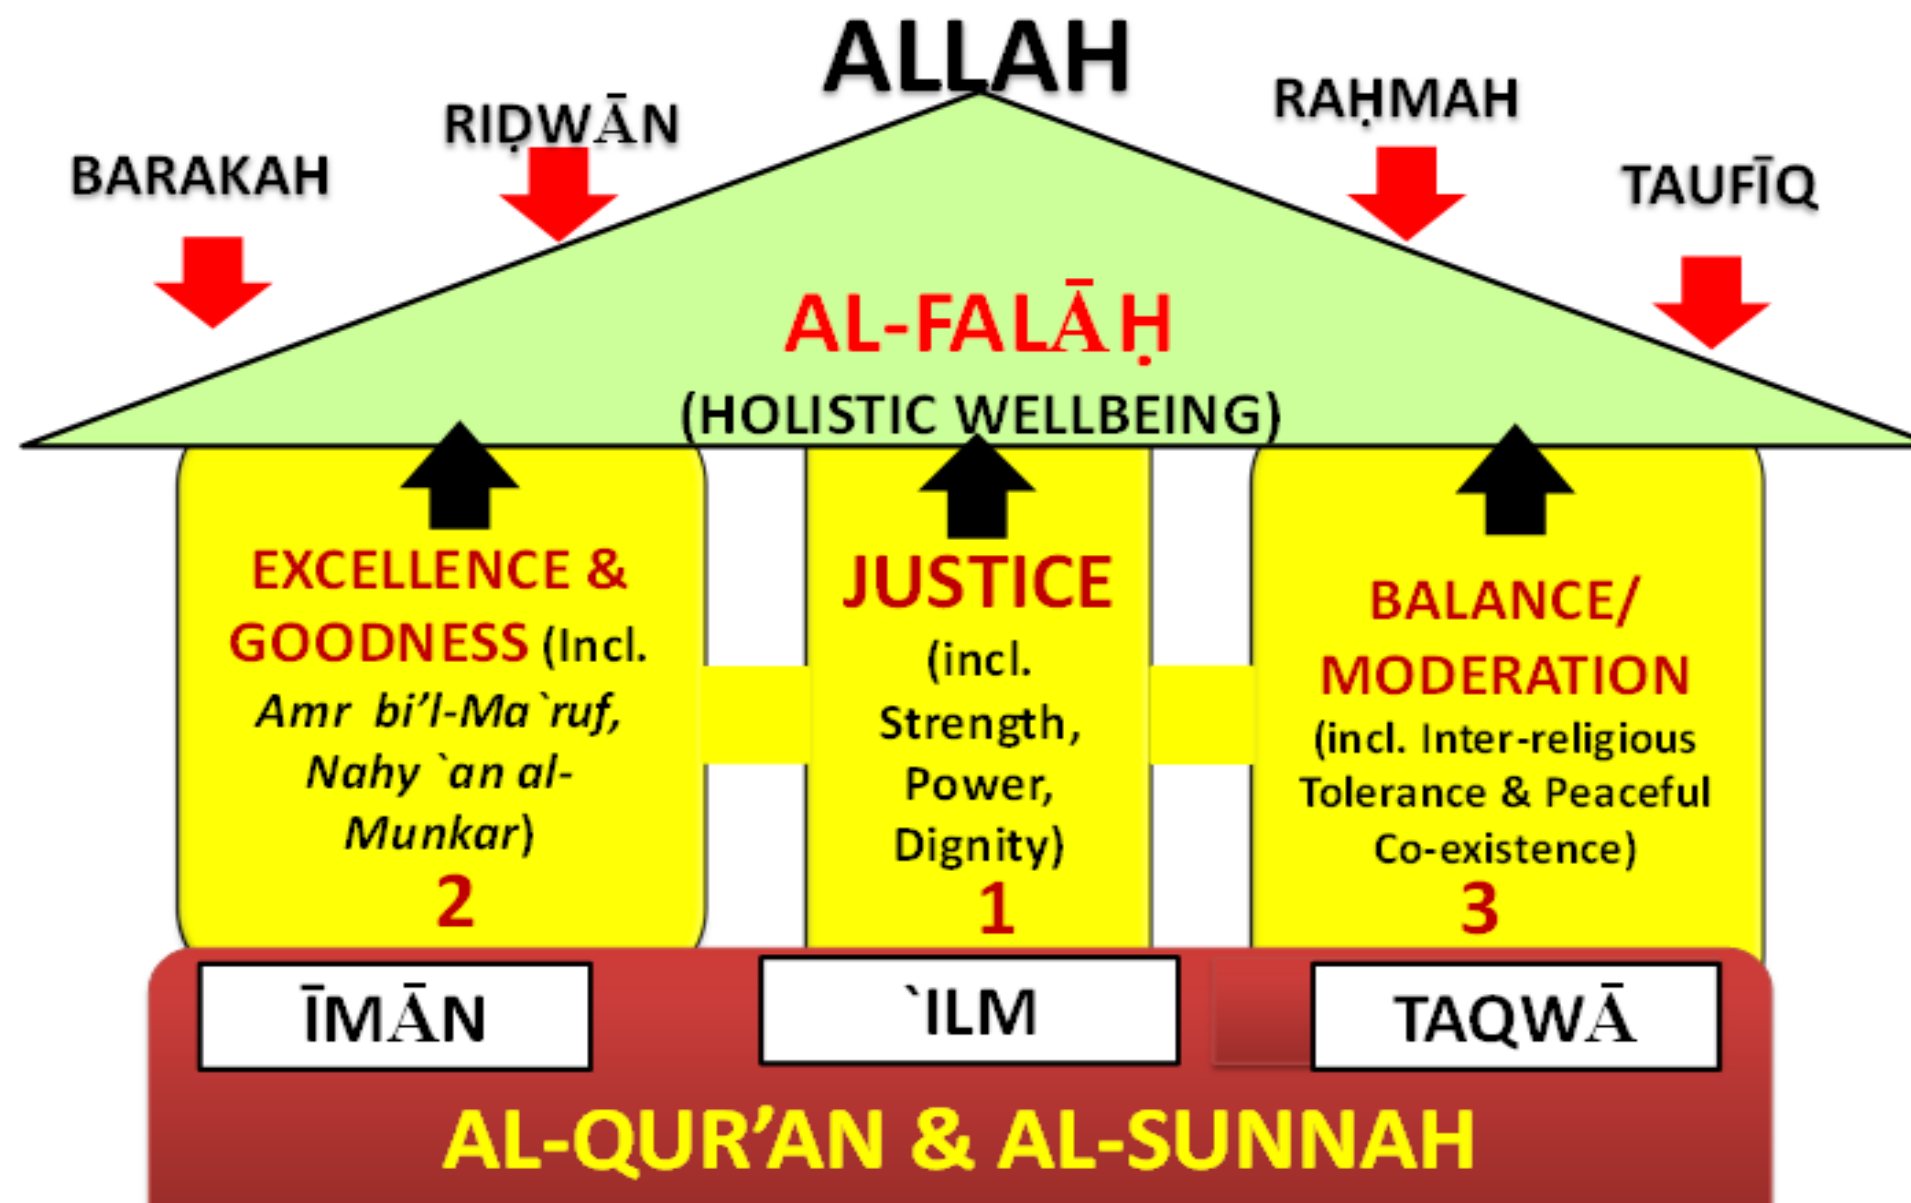 ALLAH
BARAKAH
RIḌWĀN
RAḤMAH
TAUFĪQ
AL-FALĀḤ
(HOLISTIC WELLBEING)
EXCELLENCE &
GOODNESS (Incl.
Amr bi’l-Ma`ruf,
Nahy `an al-
Munkar)
2
JUSTICE
(incl.
Strength,
Power,
Dignity)
1
BALANCE/
MODERATION
(incl. Inter-religious
Tolerance & Peaceful
Co-existence)
3
ĪMĀN
`ILM
TAQWĀ
AL-QUR’AN & AL-SUNNAH